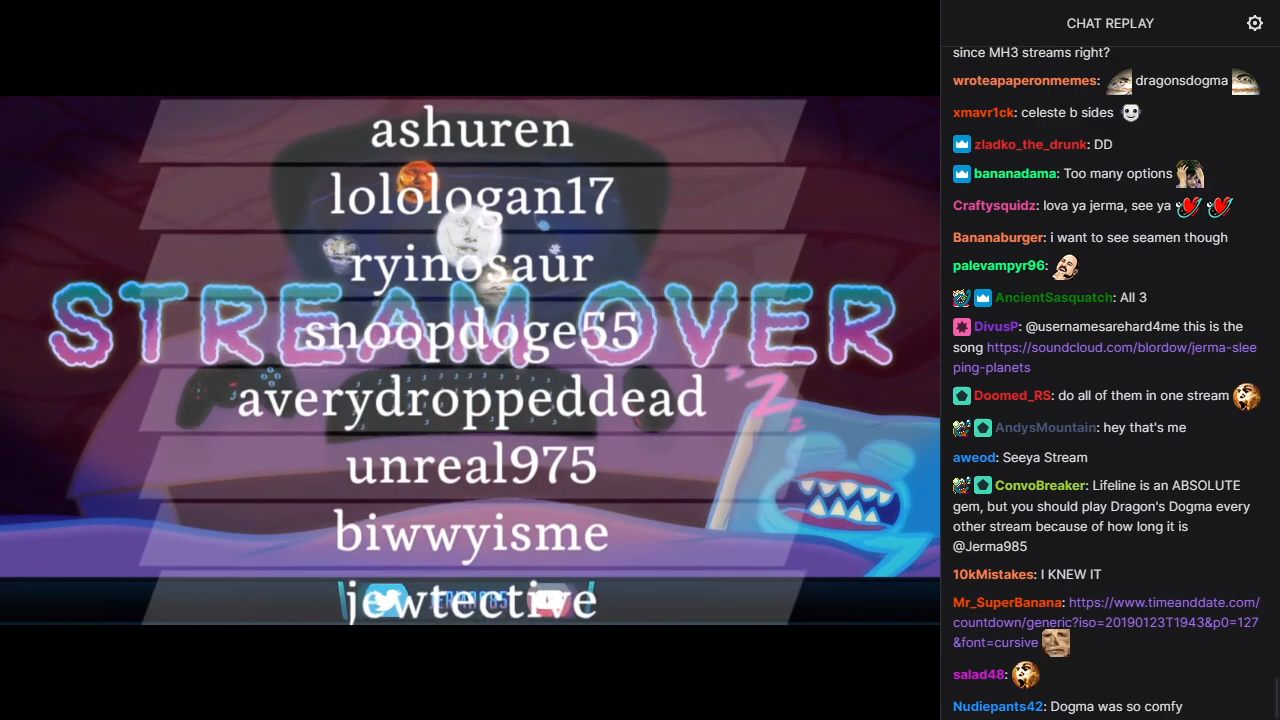 ashuren
lolologan17
ryinosaur
STREAM OVER
snoopdoge55
averydroppeddead
unreal975
biwwyisme
jewtective
CHAT REPLAY
since MH3 streams right?
wroteapaperonmemes: dragonsdogma
xmavr1ck: celeste b sides
zladko_the_drunk: DD
bananadama: Too many options
Craftysquidz: lova ya jerma, see ya
Bananaburger: i want to see seamen though
palevampyr96:
AncientSasquatch: All 3
DivusP: @usernamesarehard4me this is the
song https://soundcloud.com/blordow/jerma-slee
ping-planets
Doomed_RS: do all of them in one stream
AndysMountain: hey that's me
aweod: Seeya Stream
ConvoBreaker: Lifeline is an ABSOLUTE
gem, but you should play Dragon's Dogma every
other stream because of how long it is
@Jerma985
10kMistakes: I KNEW IT
Mr_SuperBanana: https://www.timeanddate.com/
countdown/generic?iso=20190123T1943&p0=127
&font=cursive
salad48:
Nudiepants42: Dogma was so comfy